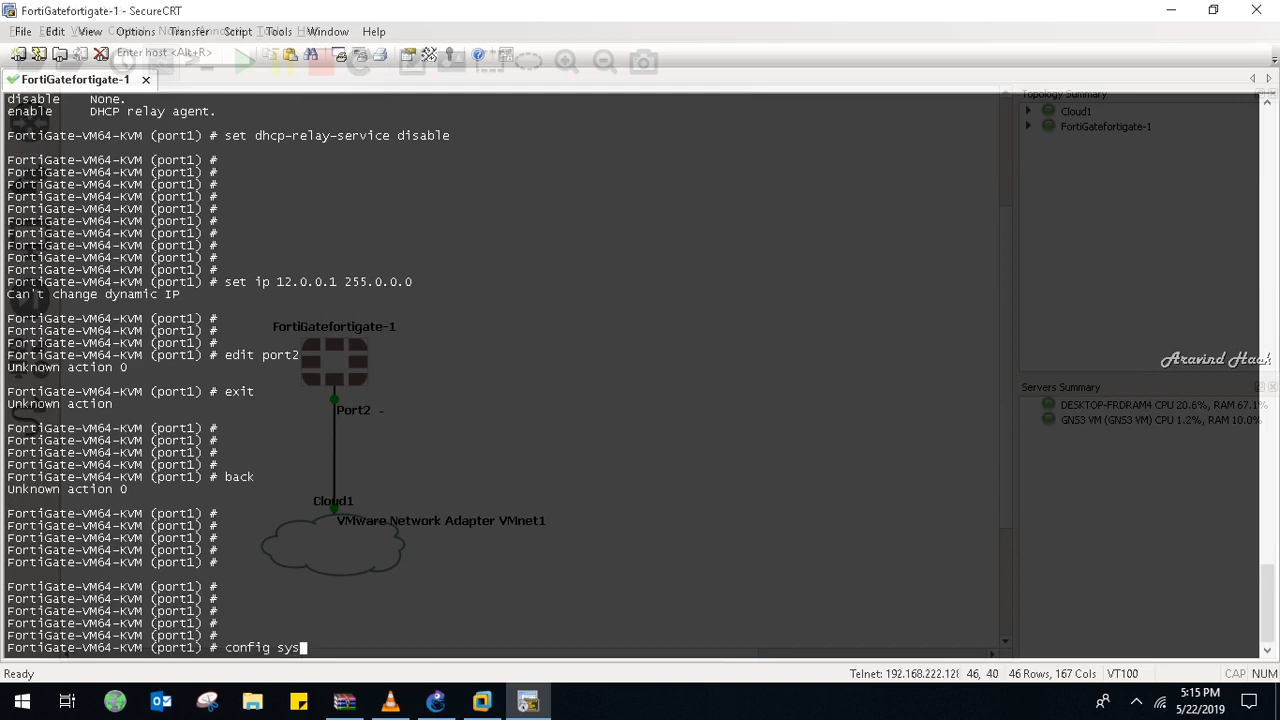 FortiGatefortigate-1 - SecureCRT
File Edit View Options Transfer Script Tools Window Help
Enter host <Alt+R>
FortiGatefortigate-1
disable    None.
enable     DHCP relay agent.
FortiGate-VM64-KVM (port1) # set dhcp-relay-service disable
FortiGate-VM64-KVM (port1) #
FortiGate-VM64-KVM (port1) #
FortiGate-VM64-KVM (port1) #
FortiGate-VM64-KVM (port1) #
FortiGate-VM64-KVM (port1) #
FortiGate-VM64-KVM (port1) #
FortiGate-VM64-KVM (port1) #
FortiGate-VM64-KVM (port1) #
FortiGate-VM64-KVM (port1) #
FortiGate-VM64-KVM (port1) #
FortiGate-VM64-KVM (port1) # set ip 12.0.0.1 255.0.0.0
Can't change dynamic IP
FortiGate-VM64-KVM (port1) #
FortiGate-VM64-KVM (port1) #
FortiGate-VM64-KVM (port1) #
FortiGate-VM64-KVM (port1) # edit port2
Unknown action 0
FortiGate-VM64-KVM (port1) # exit
Unknown action
FortiGate-VM64-KVM (port1) #
FortiGate-VM64-KVM (port1) #
FortiGate-VM64-KVM (port1) #
FortiGate-VM64-KVM (port1) #
FortiGate-VM64-KVM (port1) # back
Unknown action 0
FortiGate-VM64-KVM (port1) #
FortiGate-VM64-KVM (port1) #
FortiGate-VM64-KVM (port1) #
FortiGate-VM64-KVM (port1) #
FortiGate-VM64-KVM (port1) #
FortiGate-VM64-KVM (port1) #
FortiGate-VM64-KVM (port1) #
FortiGate-VM64-KVM (port1) #
FortiGate-VM64-KVM (port1) #
FortiGate-VM64-KVM (port1) #
FortiGate-VM64-KVM (port1) # config sys
FortiGatefortigate-1
Port2 -
Cloud1
VMware Network Adapter VMnet1
Topology Summary
Cloud1
FortiGatefortigate-1
Aravind Haak
Servers Summary
DESKTOP-FRDRAM4 CPU 20.6%, RAM 67.1%
GNS3 VM (GNS3 VM) CPU 1.2%, RAM 10.0%
Ready
Telnet: 192.168.222.128
46, 40
46 Rows, 167 Cols
VT100
CAP NUM
5:15 PM
5/22/2019